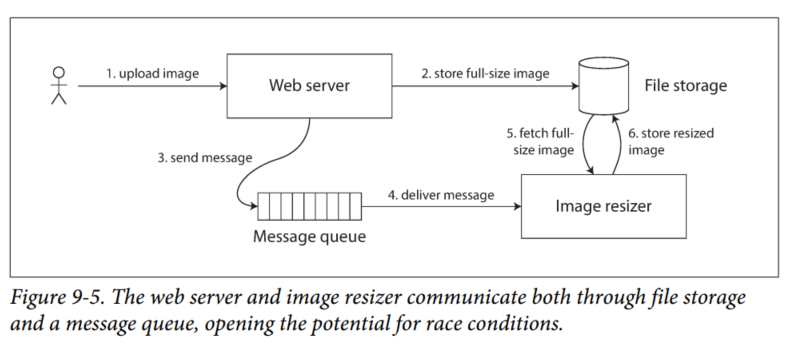 1. upload image
Web server
2. store full-size image
File storage
3. send message
5. fetch full-
size image
6. store resized
image
4. deliver message
Image resizer
Message queue
Figure 9-5. The web server and image resizer communicate both through file storage
and a message queue, opening the potential for race conditions.